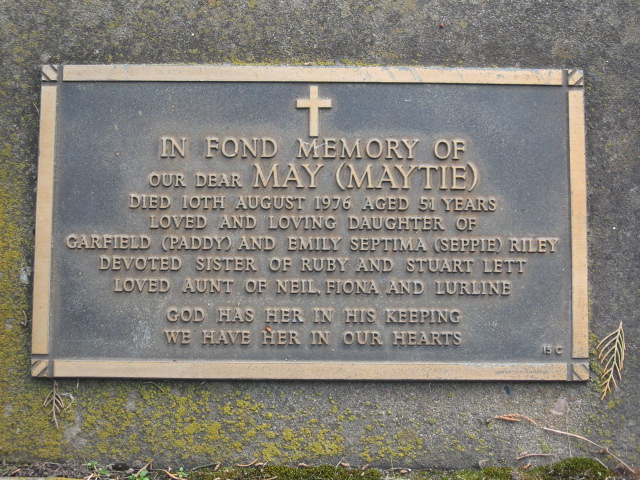 IN FOND MEMORY OF
OUR DEAR MAY (MAYTIE)
DIED 10TH AUGUST 1976 AGED 51 YEARS
LOVED AND LOVING DAUGHTER OF
GARFIELD (PADDY) AND EMILY SEPTIMA (SEPPIE) RILEY
DEVOTED SISTER OF RUBY AND STUART LETT
LOVED AUNT OF NEIL, FIONA, AND LURLINE
GOD HAS HER IN HIS KEEPING
WE HAVE HER IN OUR HEARTS
15 C